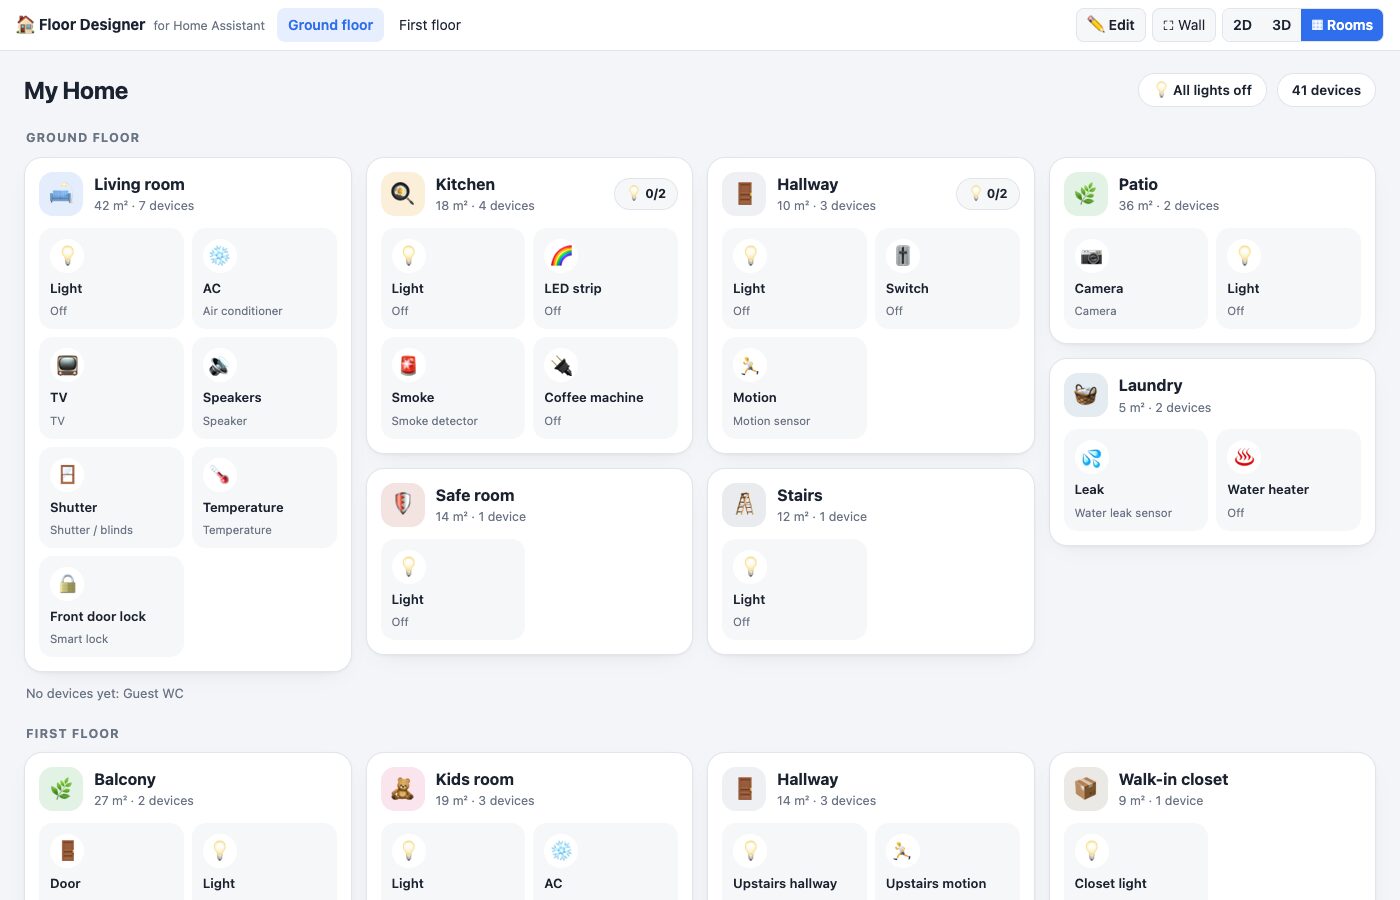 Floor Designer for Home Assistant
Ground floor
First floor
Edit
Wall
2D
3D
Rooms
My Home
All lights off
41 devices
GROUND FLOOR
Living room
42 m² · 7 devices
Light
Off
AC
Air conditioner
TV
TV
Speakers
Speaker
Shutter
Shutter / blinds
Temperature
Temperature
Front door lock
Smart lock
Kitchen
18 m² · 4 devices
0/2
Light
Off
LED strip
Off
Smoke
Smoke detector
Coffee machine
Off
Hallway
10 m² · 3 devices
0/2
Light
Off
Switch
Off
Motion
Motion sensor
Patio
36 m² · 2 devices
Camera
Camera
Light
Off
Laundry
5 m² · 2 devices
Leak
Water leak sensor
Water heater
Off
Safe room
14 m² · 1 device
Light
Off
Stairs
12 m² · 1 device
Light
Off
No devices yet: Guest WC
FIRST FLOOR
Balcony
27 m² · 2 devices
Door
Light
Kids room
19 m² · 3 devices
Light
AC
Hallway
14 m² · 3 devices
Upstairs hallway
Upstairs motion
Walk-in closet
9 m² · 1 device
Closet light